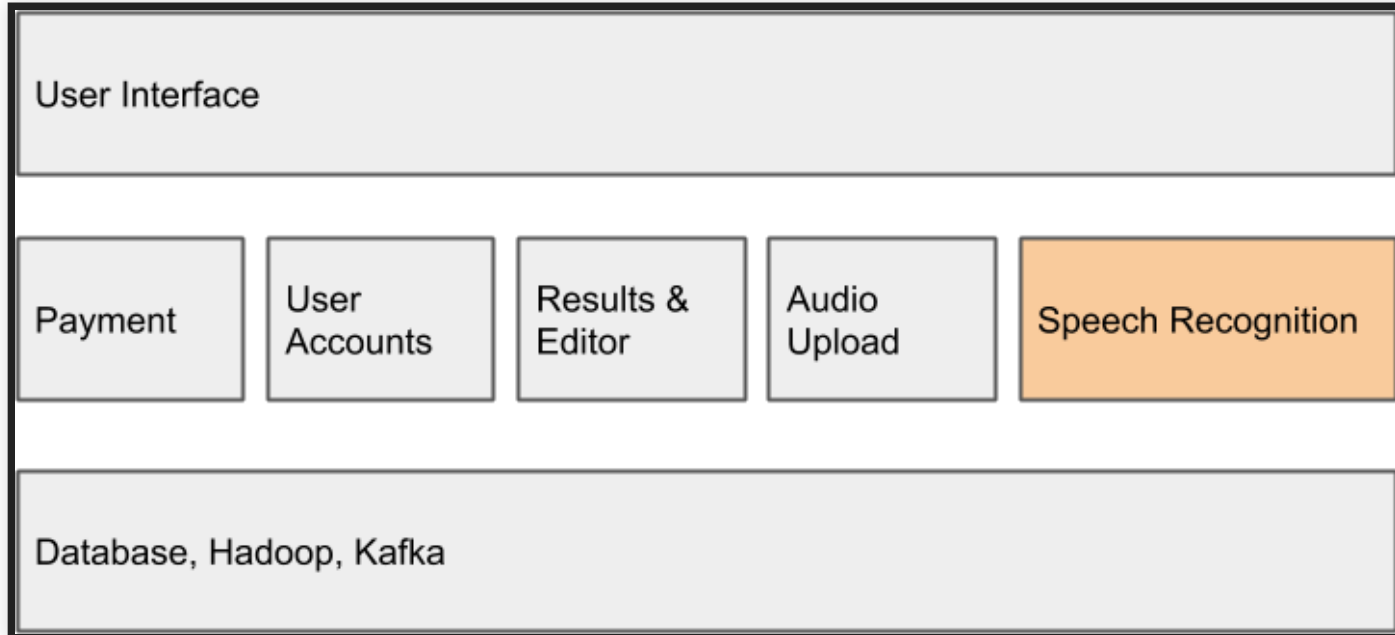 User Interface
Payment
User
Accounts
Results &
Editor
Audio
Upload
Speech Recognition
Database, Hadoop, Kafka